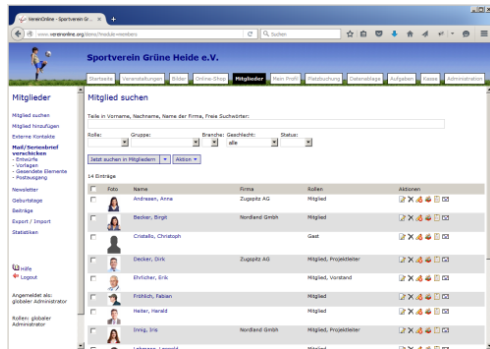 VereinOnline - Sportverein Gr...
www.vereinonline.org/demo/?module=members
Suchen
Sportverein Grüne Heide e.V.
Startseite Veranstaltungen Bilder Online-Shop Mitglieder Mein Profil Platzbuchung Datenablage Aufgaben Kasse Administration
Mitglieder
Mitglied suchen
Mitglied hinzufügen
Externe Kontakte
Mail/Serienbrief
verschicken
- Entwürfe
- Vorlagen
- Gesendete Elemente
- Postausgang
Newsletter
Geburtstage
Beiträge
Export / Import
Statistiken
Hilfe
Logout
Angemeldet als:
globaler Administrator
Rollen: globaler
Administrator
Mitglied suchen
Teile in Vorname, Nachname, Name der Firma, Freie Suchwörter:
Rolle: Gruppe: Branche: Geschlecht: Status:
alle
Jetzt suchen in Mitgliedern Aktion
14 Einträge
Foto Name Firma Rollen Aktionen
Andresen, Anna Zugspitz AG Mitglied
Becker, Birgit Nordland GmbH Mitglied
Cristallo, Christoph Gast
Decker, Dirk Zugspitz AG Mitglied, Projektleiter
Ehrlicher, Erik Mitglied, Vorstand
Fröhlich, Fabian Mitglied
Heiter, Harald Mitglied
Innig, Iris Nordland GmbH Mitglied, Projektleiter
Lehmann, Leopold Mitglied